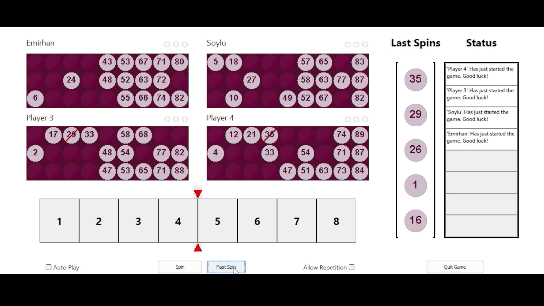 Emirhan
Soylu
Last Spins
Status
43 53 67 71 80
24 48 52 63 72
6 55 66 74 82
5 18 57 65 83
27 58 63 77 87
10 49 52 67 82
Player 3
Player 4
17 29 33 58 68
2 48 54 77 82
47 53 51 71 88
12 21 35 74 89
4 33 54 71 87
47 51 63 73 84
35
29
26
1
16
'Player 4' Has just started the
game. Good luck!
'Player 3' Has just started the
game. Good luck!
'Soylu' Has just started the
game. Good luck!
'Emirhan' Has just started the
game. Good luck!
1 2 3 4 5 6 7 8
Auto Play
Spin
Fast Spin
Allow Repetition
Quit Game